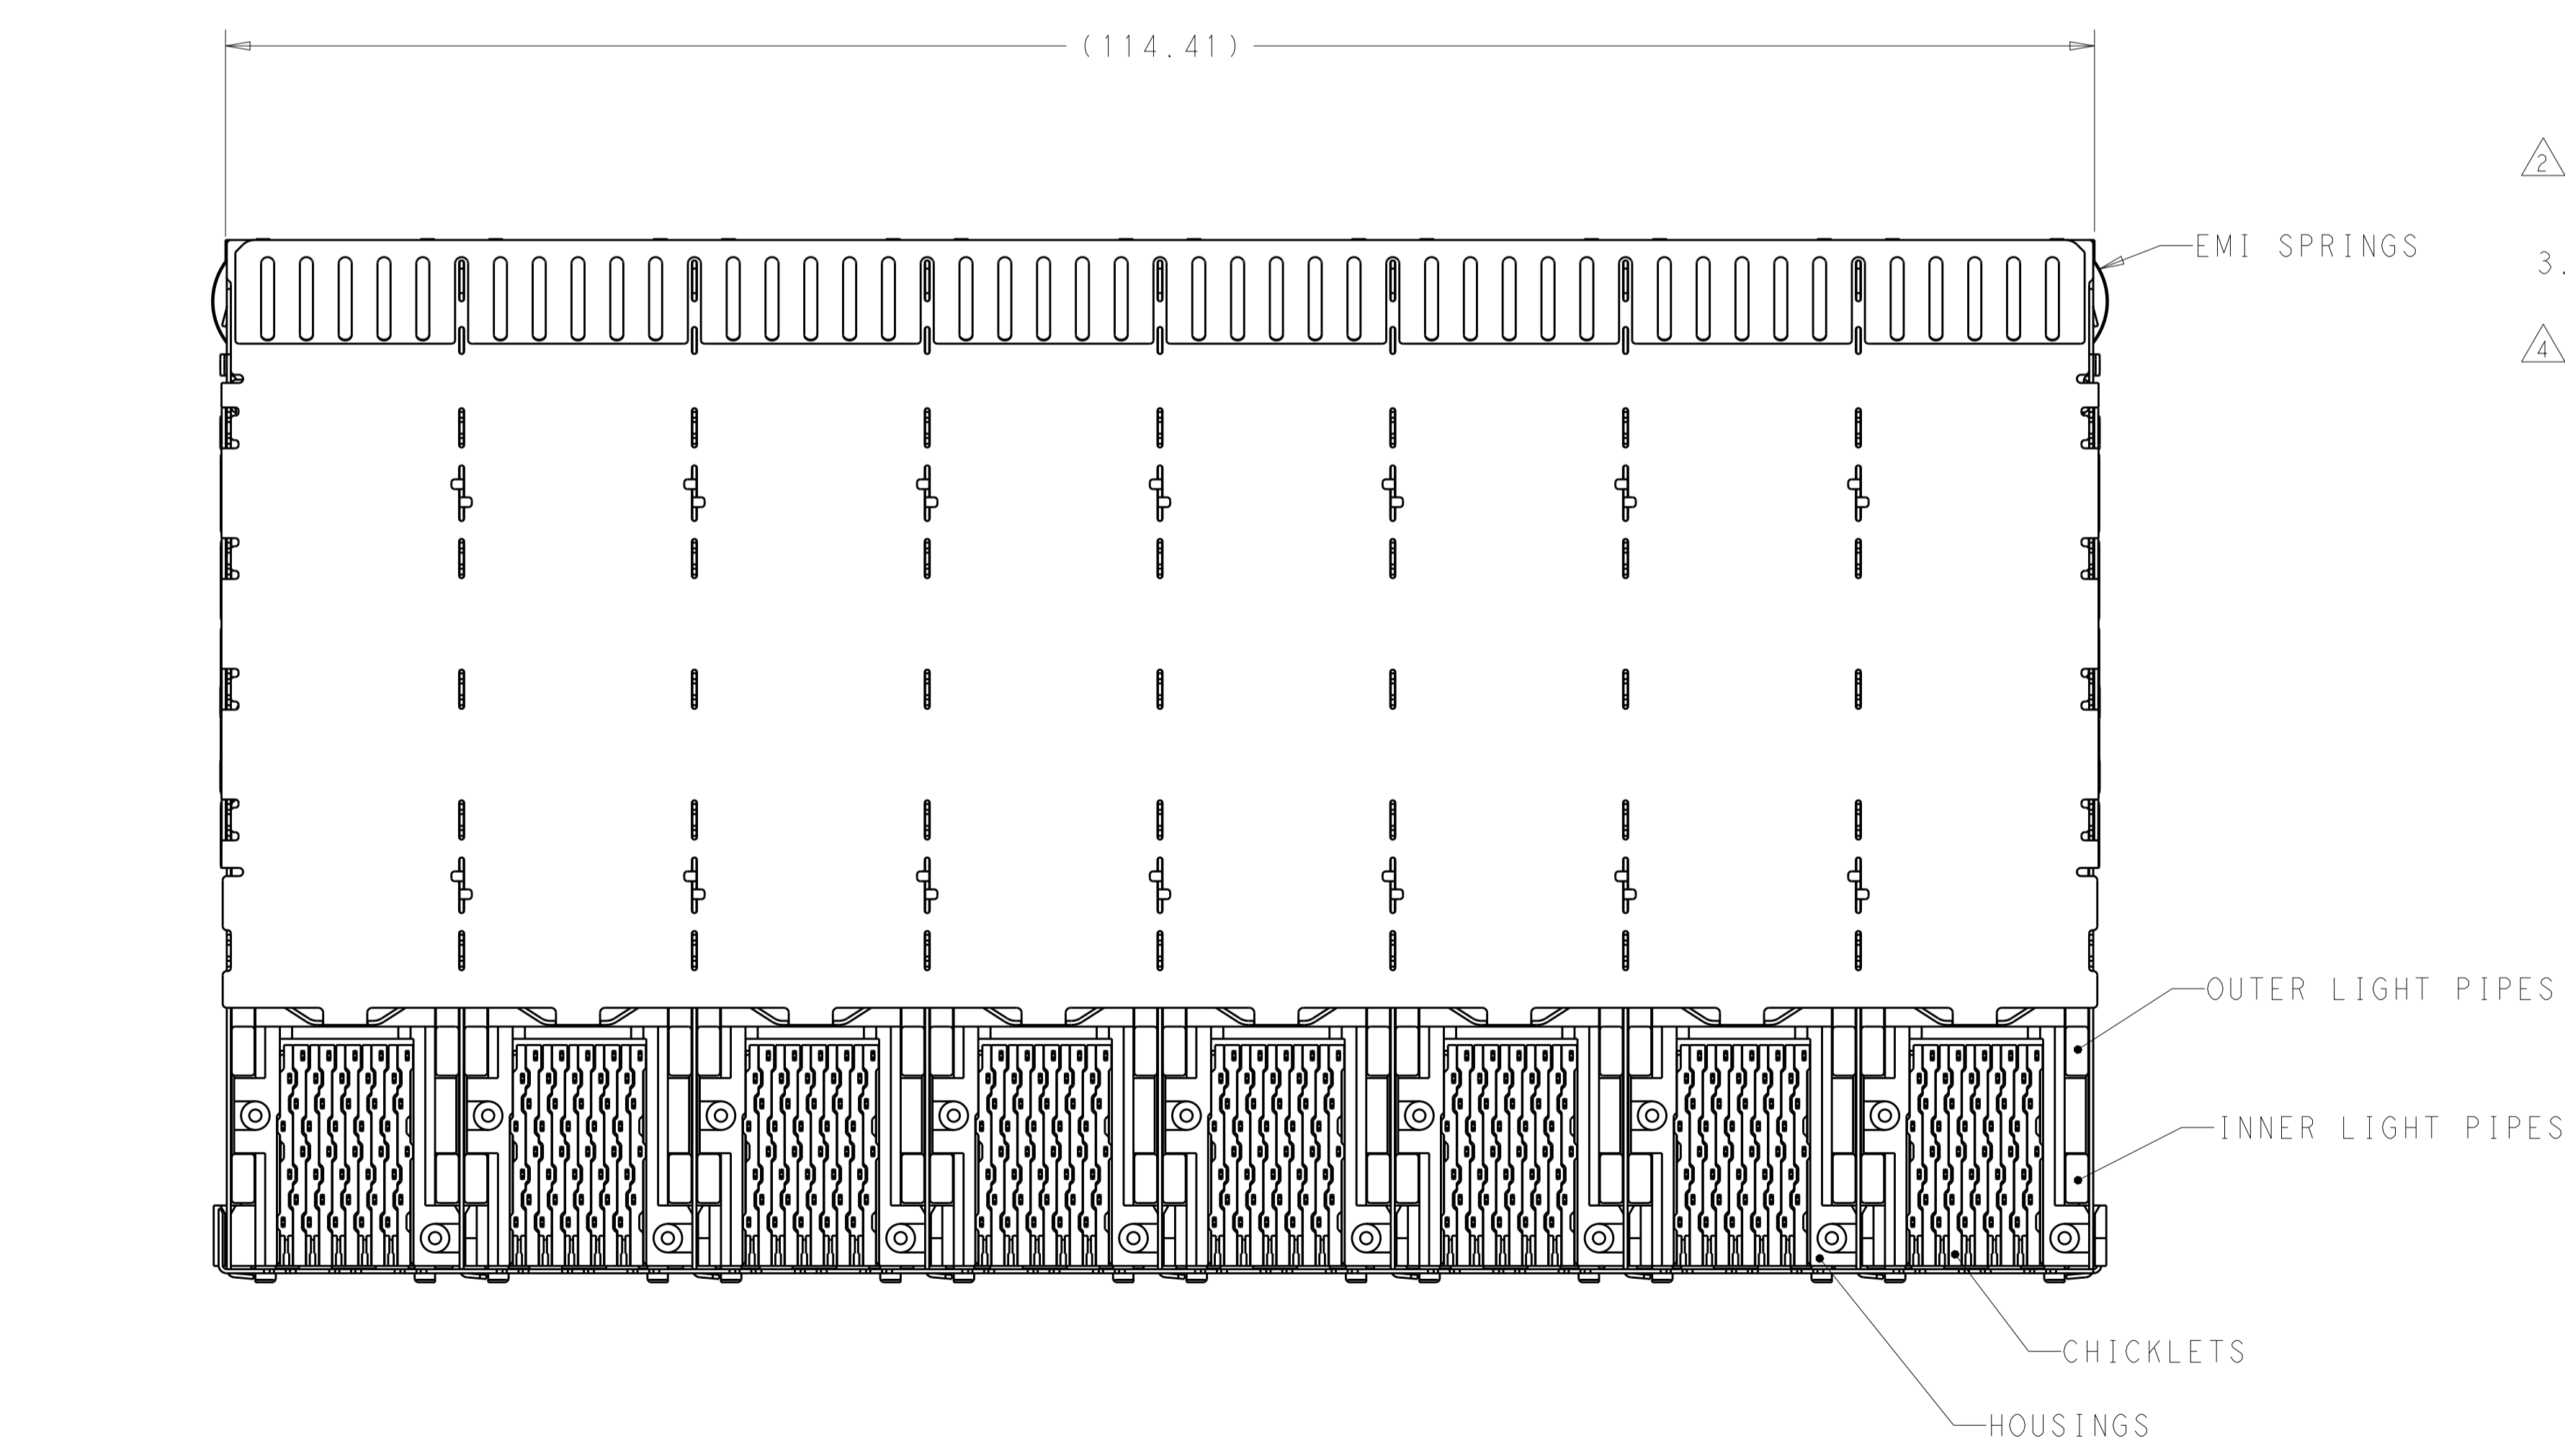 (114.41)
2
EMI SPRINGS
3.
4
OUTER LIGHT PIPES
INNER LIGHT PIPES
CHICKLETS
HOUSINGS